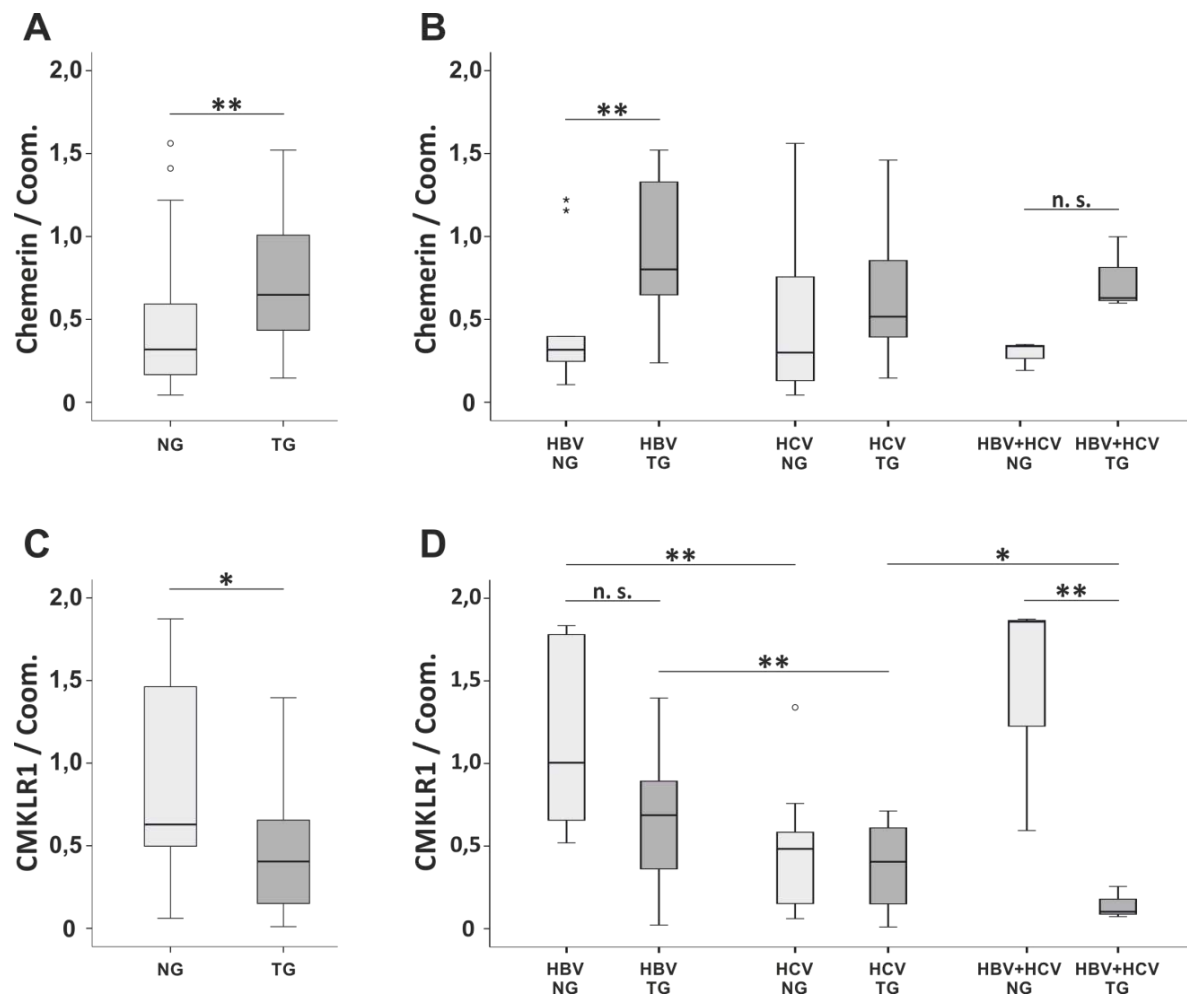 A
Chemerin / Coom.
2,0
1,5
1,0
0,5
0
**
NG
TG
B
Chemerin / Coom.
2,0
1,5
1,0
0,5
0
**
*
*
n. s.
HBV
NG
HBV
TG
HCV
NG
HCV
TG
HBV+HCV
NG
HBV+HCV
TG
C
CMKLR1 / Coom.
2,0
1,5
1,0
0,5
0
*
NG
TG
D
CMKLR1 / Coom.
2,0
1,5
1,0
0,5
0
**
*
n. s.
**
**
HBV
NG
HBV
TG
HCV
NG
HCV
TG
HBV+HCV
NG
HBV+HCV
TG